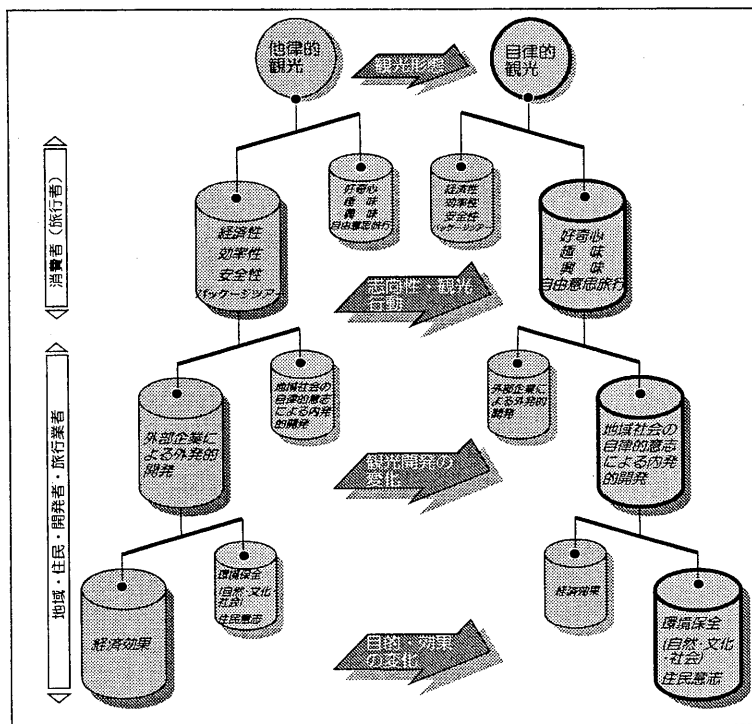 他律的
観光
観光形態
自律的
観光
消費者（旅行者）
経済性
効率性
安全性
パッケージツアー
好奇心
趣　味
興　味
自由意志旅行
経済性
効率性
安全性
パッケージツアー
好奇心
趣　味
興　味
自由意志旅行
志向性・観光
行動
地域・住民・開発者・旅行業者
外部企業に
よる外発的
開発
地域社会の
自律的意志
による内発
的開発
外部企業に
よる外発的
開発
地域社会の
自律的意志
による内発
的開発
観光開発の
変化
経済効果
環境保全
(自然・文化
・社会)
住民意志
経済効果
環境保全
(自然・文化
・社会)
住民意志
目的・効果
の変化